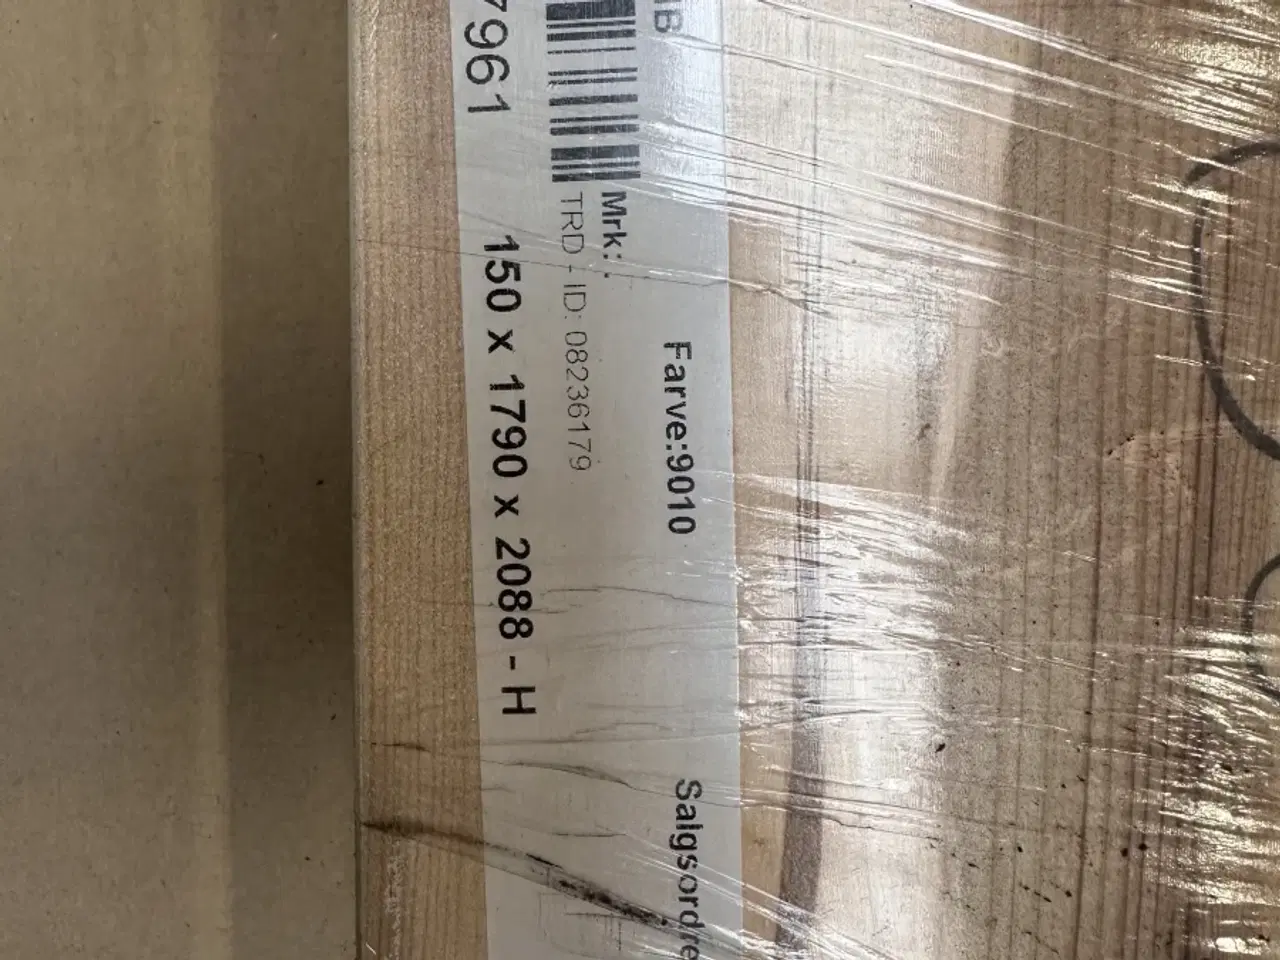 Farve:9010
Salgsordre
Mrk: .
TRD - ID: 08236179
7961 150 x 1790 x 2088 - H